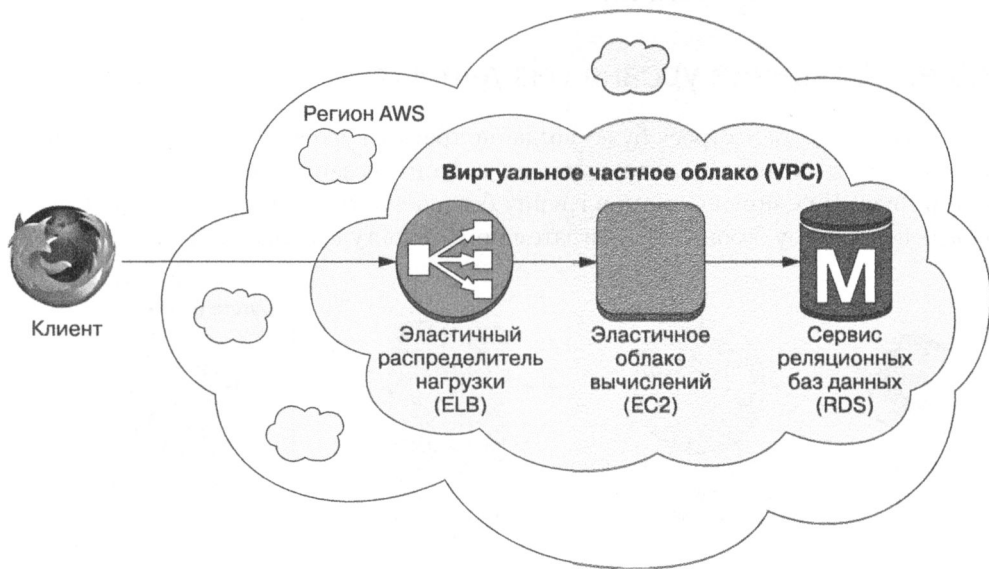 Регион AWS
Виртуальное частное облако (VPC)
M
Клиент
Эластичный
распределитель
нагрузки
(ELB)
Эластичное
облако
вычислений
(EC2)
Сервис
реляционных
баз данных
(RDS)